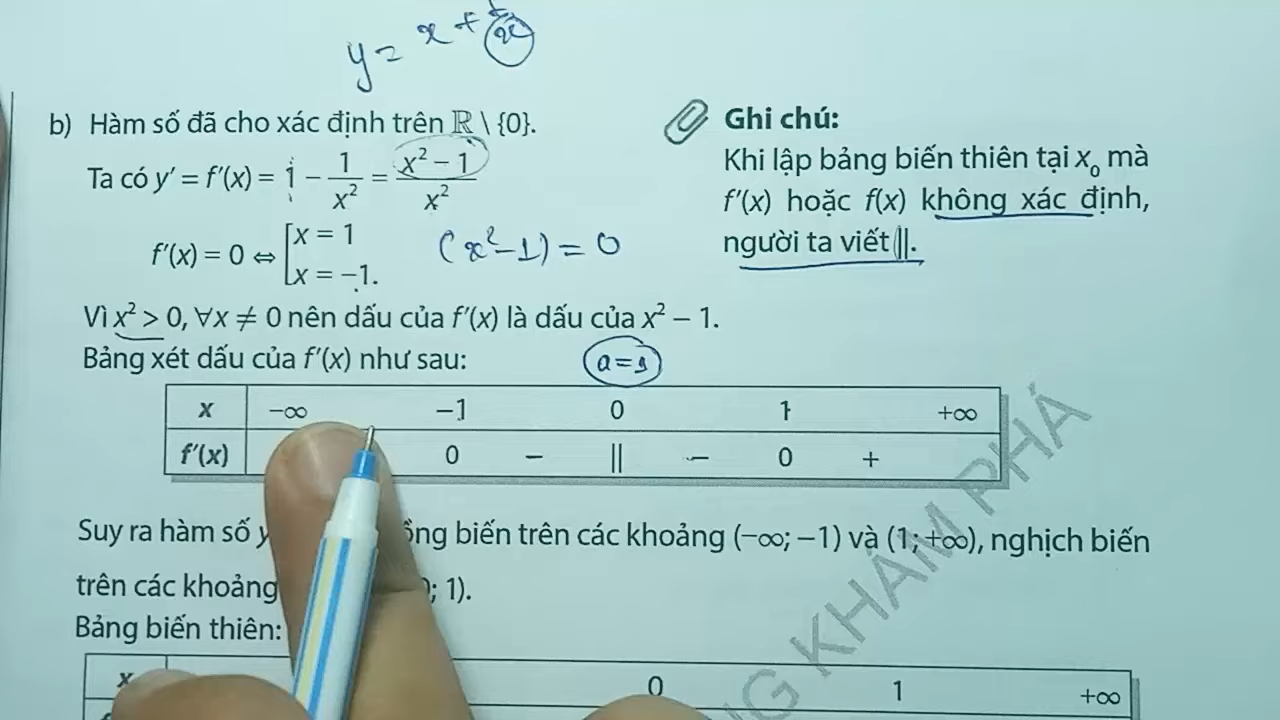 y = x + 1/x
b) Hàm số đã cho xác định trên ℝ \ {0}.
Ta có y′ = f′(x) = 1 − 1/x² = (x² − 1)/x²
f′(x) = 0 ⇔ [x = 1
x = −1.
(x²−1) = 0
Vì x² > 0, ∀x ≠ 0 nên dấu của f′(x) là dấu của x² − 1.
Bảng xét dấu của f′(x) như sau:
a=1
x −∞ −1 0 1 +∞
f′(x) 0 − || − 0 +
Suy ra hàm số y biến trên các khoảng (−∞; −1) và (1; +∞), nghịch biến
trên các khoảng ; 1).
Bảng biến thiên:
x 0 1 +∞
Ghi chú:
Khi lập bảng biến thiên tại x₀ mà
f′(x) hoặc f(x) không xác định,
người ta viết ||.
NG KHÁM PHÁ